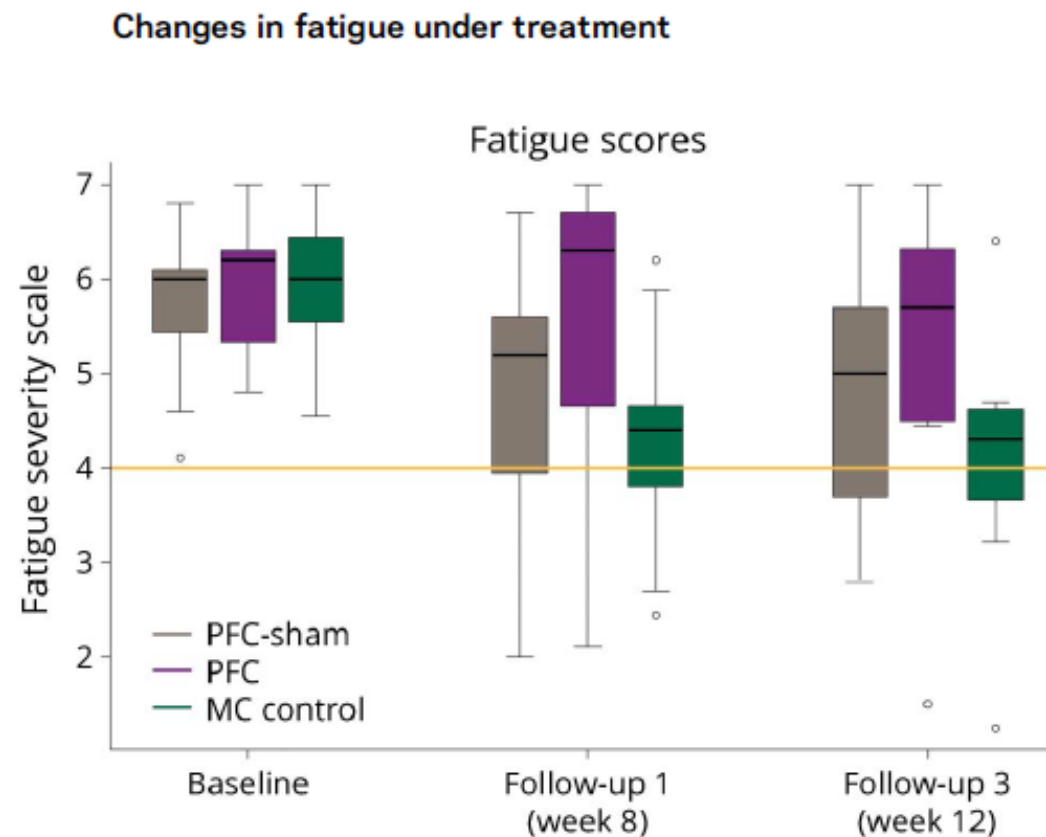 Changes in fatigue under treatment
Fatigue scores
Fatigue severity scale
7
6
5
4
3
2
PFC-sham
PFC
MC control
Baseline
Follow-up 1
(week 8)
Follow-up 3
(week 12)